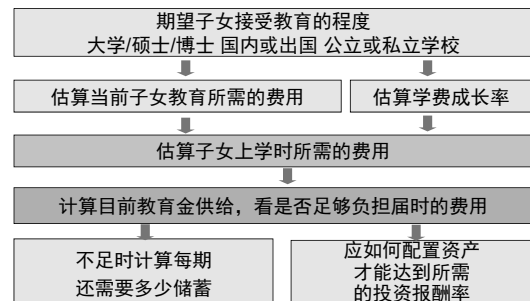 期望子女接受教育的程度
大学/硕士/博士 国内或出国 公立或私立学校
估算当前子女教育所需的费用
估算学费成长率
估算子女上学时所需的费用
计算目前教育金供给，看是否足够负担届时的费用
不足时计算每期
还需要多少储蓄
应如何配置资产
才能达到所需
的投资报酬率